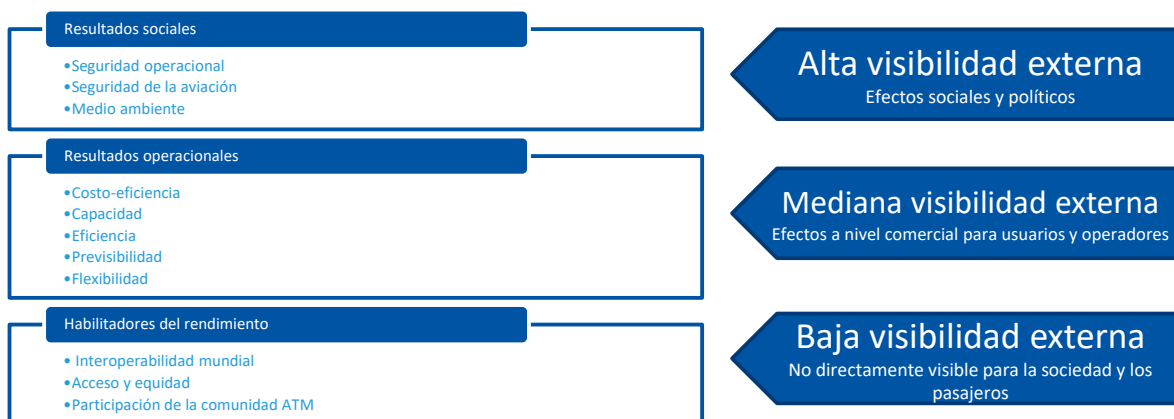 Resultados sociales
•Seguridad operacional
•Seguridad de la aviación
•Medio ambiente
Alta visibilidad externa
Efectos sociales y políticos
Resultados operacionales
•Costo-eficiencia
•Capacidad
•Eficiencia
•Previsibilidad
•Flexibilidad
Mediana visibilidad externa
Efectos a nivel comercial para usuarios y operadores
Habilitadores del rendimiento
• Interoperabilidad mundial
•Acceso y equidad
•Participación de la comunidad ATM
Baja visibilidad externa
No directamente visible para la sociedad y los
pasajeros